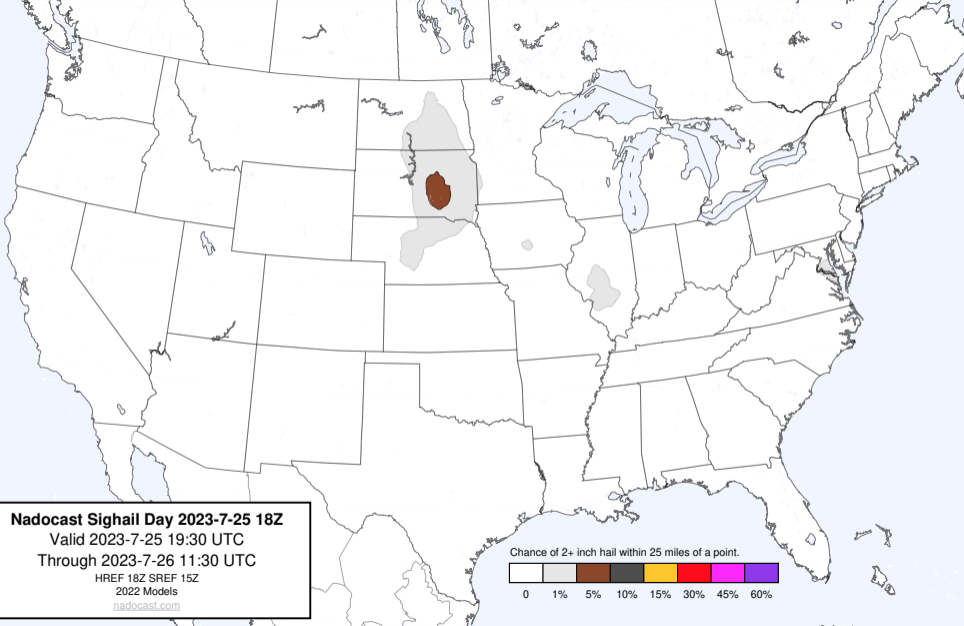 Nadocast Sighail Day 2023-7-25 18Z
Valid 2023-7-25 19:30 UTC
Through 2023-7-26 11:30 UTC
HREF 18Z SREF 15Z
2022 Models
nadocast.com
Chance of 2+ inch hail within 25 miles of a point.
0 1% 5% 10% 15% 30% 45% 60%